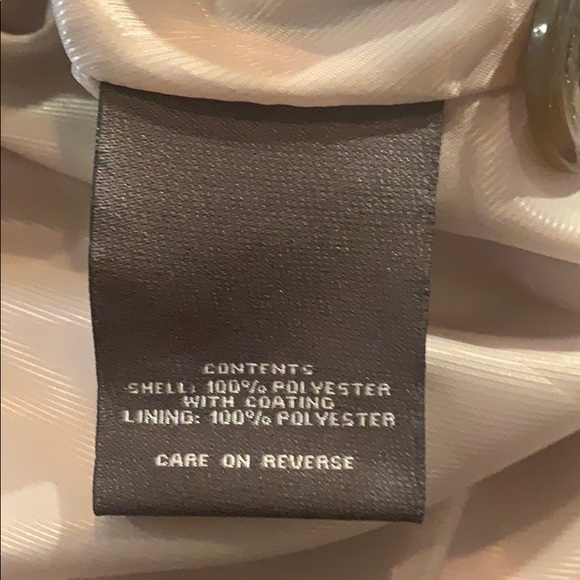 CONTENTS
SHELL: 100% POLYESTER
WITH COATING
LINING: 100% POLYESTER
CARE ON REVERSE